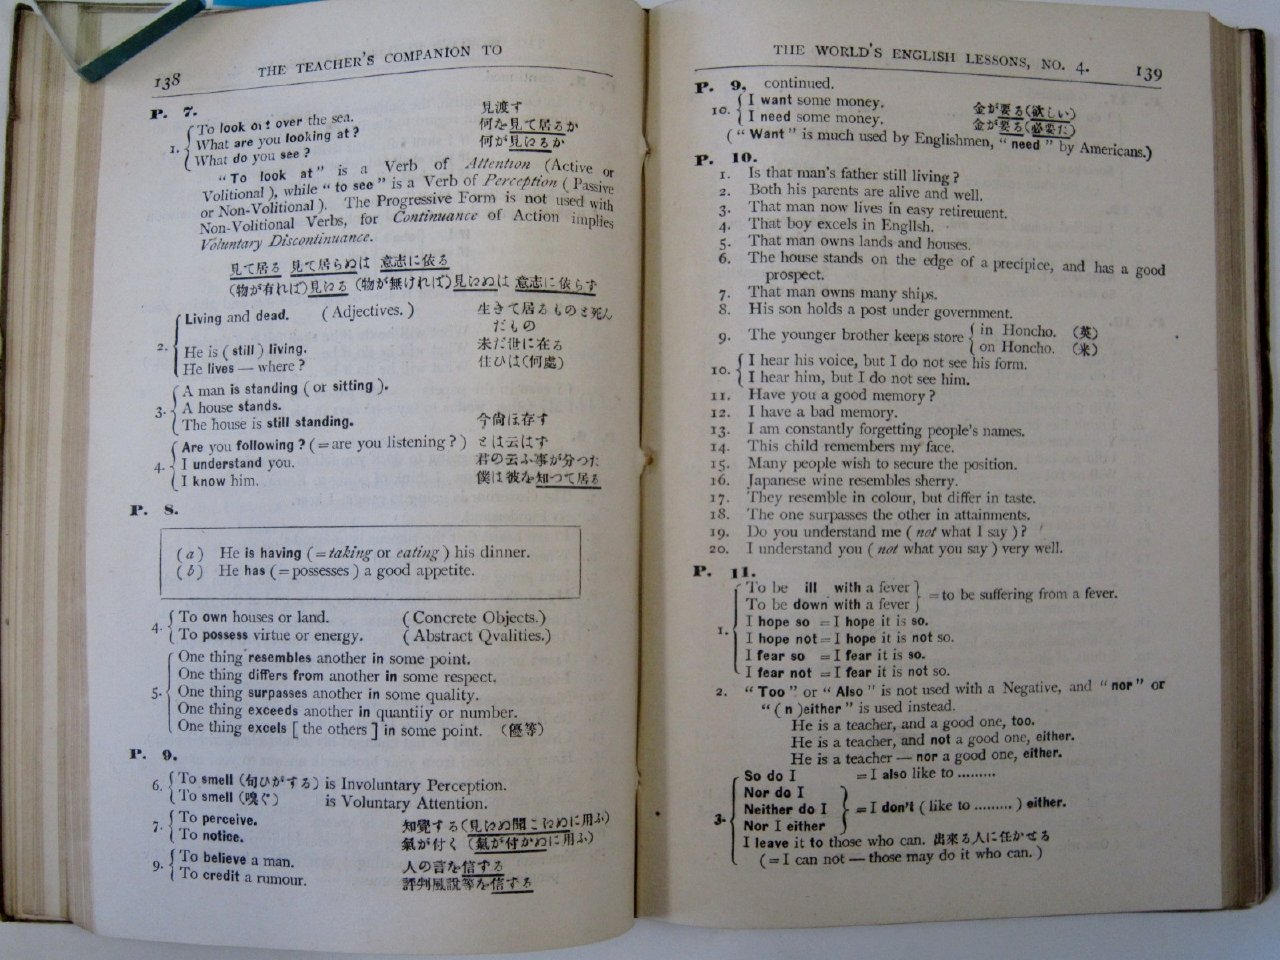 138 THE TEACHER'S COMPANION TO
P. 7.
To look out over the sea. 見渡す
1. What are you looking at? 何を見て居るか
What do you see? 何が見ゆるか
"To look at" is a Verb of Attention (Active or
Volitional), while "to see" is a Verb of Perception (Passive
or Non-Volitional). The Progressive Form is not used with
Non-Volitional Verbs, for Continuance of Action implies
Voluntary Discontinuance.
見て居る 見て居らぬは 意志に依る
(物が有れば)見ゆる (物が無ければ)見ゆぬは 意志に依らず
Living and dead. (Adjectives.) 生きて居るものと死ん
だもの
2. He is (still) living. 未だ世に在る
He lives — where? 住ひは(何處)
A man is standing (or sitting).
3. A house stands.
The house is still standing. 今尙ほ存す
Are you following? (=are you listening?) とは云はず
4. I understand you. 君の云ふ事が分つた
I know him. 僕は彼を知つて居る
P. 8.
(a) He is having (=taking or eating) his dinner.
(b) He has (=possesses) a good appetite.
4. To own houses or land. (Concrete Objects.)
To possess virtue or energy. (Abstract Qvalities.)
One thing resembles another in some point.
One thing differs from another in some respect.
5. One thing surpasses another in some quality.
One thing exceeds another in quantiiy or number.
One thing excels [the others] in some point. (優等)
P. 9.
6. To smell (匂ひがする) is Involuntary Perception.
To smell (嗅ぐ) is Voluntary Attention.
7. To perceive. 知覺する(見ゆぬ聞こゆぬに用ふ)
To notice. 氣が付く(氣が付かぬに用ふ)
9. To believe a man. 人の言を信ずる
To credit a rumour. 評判風說等を信ずる
THE WORLD'S ENGLISH LESSONS, NO. 4. 139
P. 9, continued.
10. I want some money. 金が要る(欲しい)
I need some money. 金が要る(必要だ)
("Want" is much used by Englishmen, "need" by Americans.)
P. 10.
1. Is that man's father still living?
2. Both his parents are alive and well.
3. That man now lives in easy retirement.
4. That boy excels in English.
5. That man owns lands and houses.
6. The house stands on the edge of a precipice, and has a good
prospect.
7. That man owns many ships.
8. His son holds a post under government.
9. The younger brother keeps store in Honcho. (英)
on Honcho. (米)
10. I hear his voice, but I do not see his form.
I hear him, but I do not see him.
11. Have you a good memory?
12. I have a bad memory.
13. I am constantly forgetting people's names.
14. This child remembers my face.
15. Many people wish to secure the position.
16. Japanese wine resembles sherry.
17. They resemble in colour, but differ in taste.
18. The one surpasses the other in attainments.
19. Do you understand me (not what I say)?
20. I understand you (not what you say) very well.
P. 11.
To be ill with a fever
To be down with a fever =to be suffering from a fever.
I hope so =I hope it is so.
1. I hope not=I hope it is not so.
I fear so =I fear it is so.
I fear not =I fear it is not so.
2. "Too" or "Also" is not used with a Negative, and "nor" or
"(n)either" is used instead.
He is a teacher, and a good one, too.
He is a teacher, and not a good one, either.
He is a teacher — nor a good one, either.
So do I =I also like to .........
Nor do I
3. Neither do I =I don't (like to .........) either.
Nor I either
I leave it to those who can. 出來る人に任かせる
(=I can not — those may do it who can.)